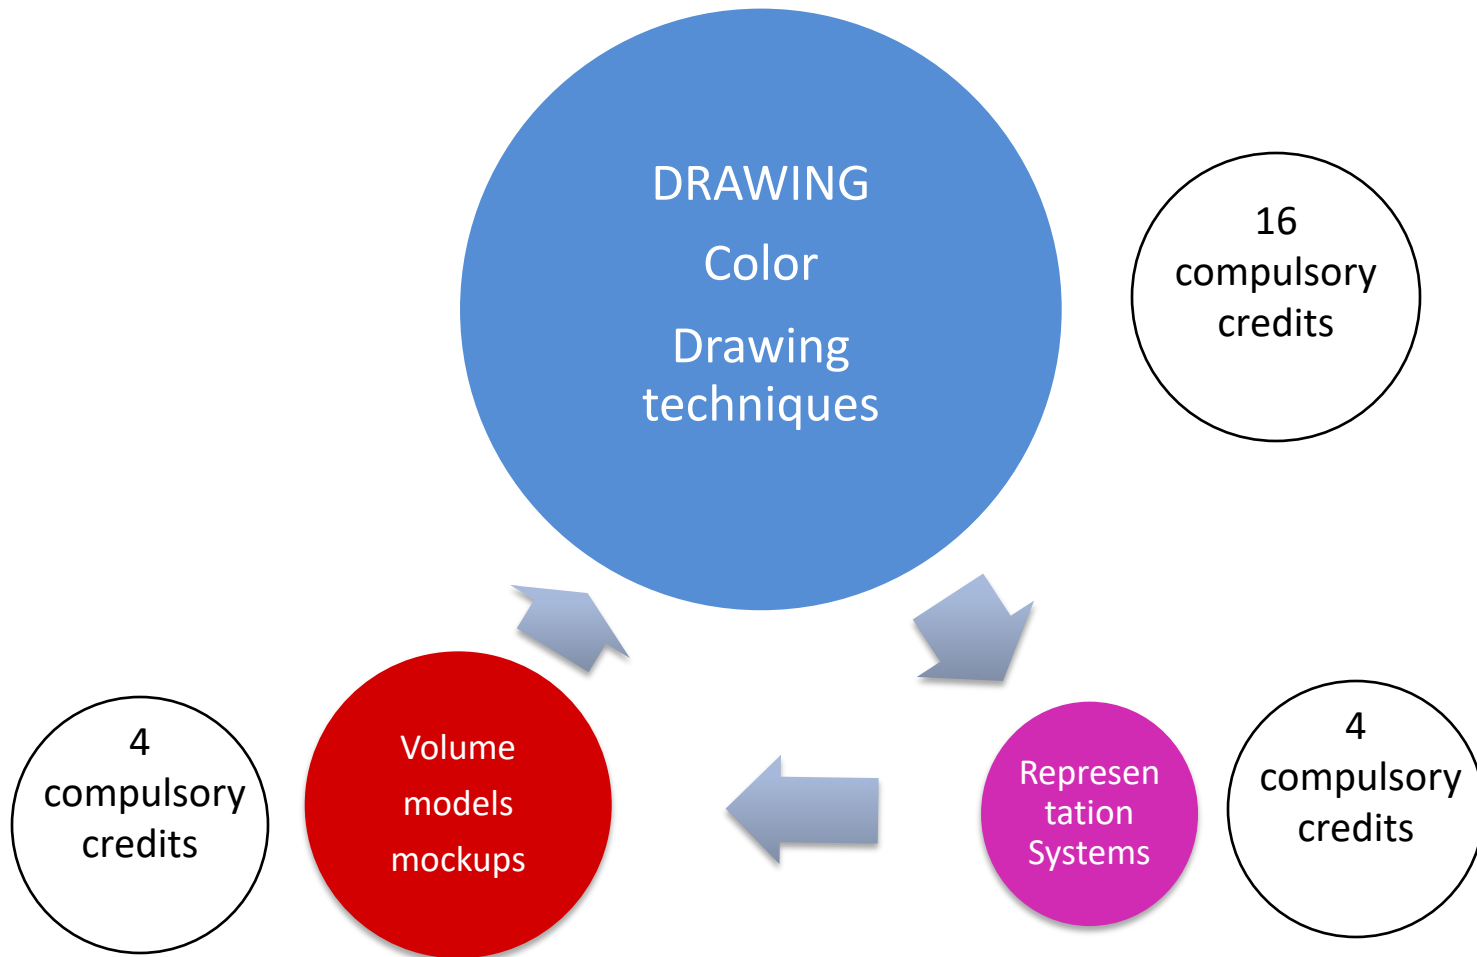 DRAWING
Color
Drawing
techniques
16
compulsory
credits
4
compulsory
credits
Volume
models
mockups
Represen
tation
Systems
4
compulsory
credits